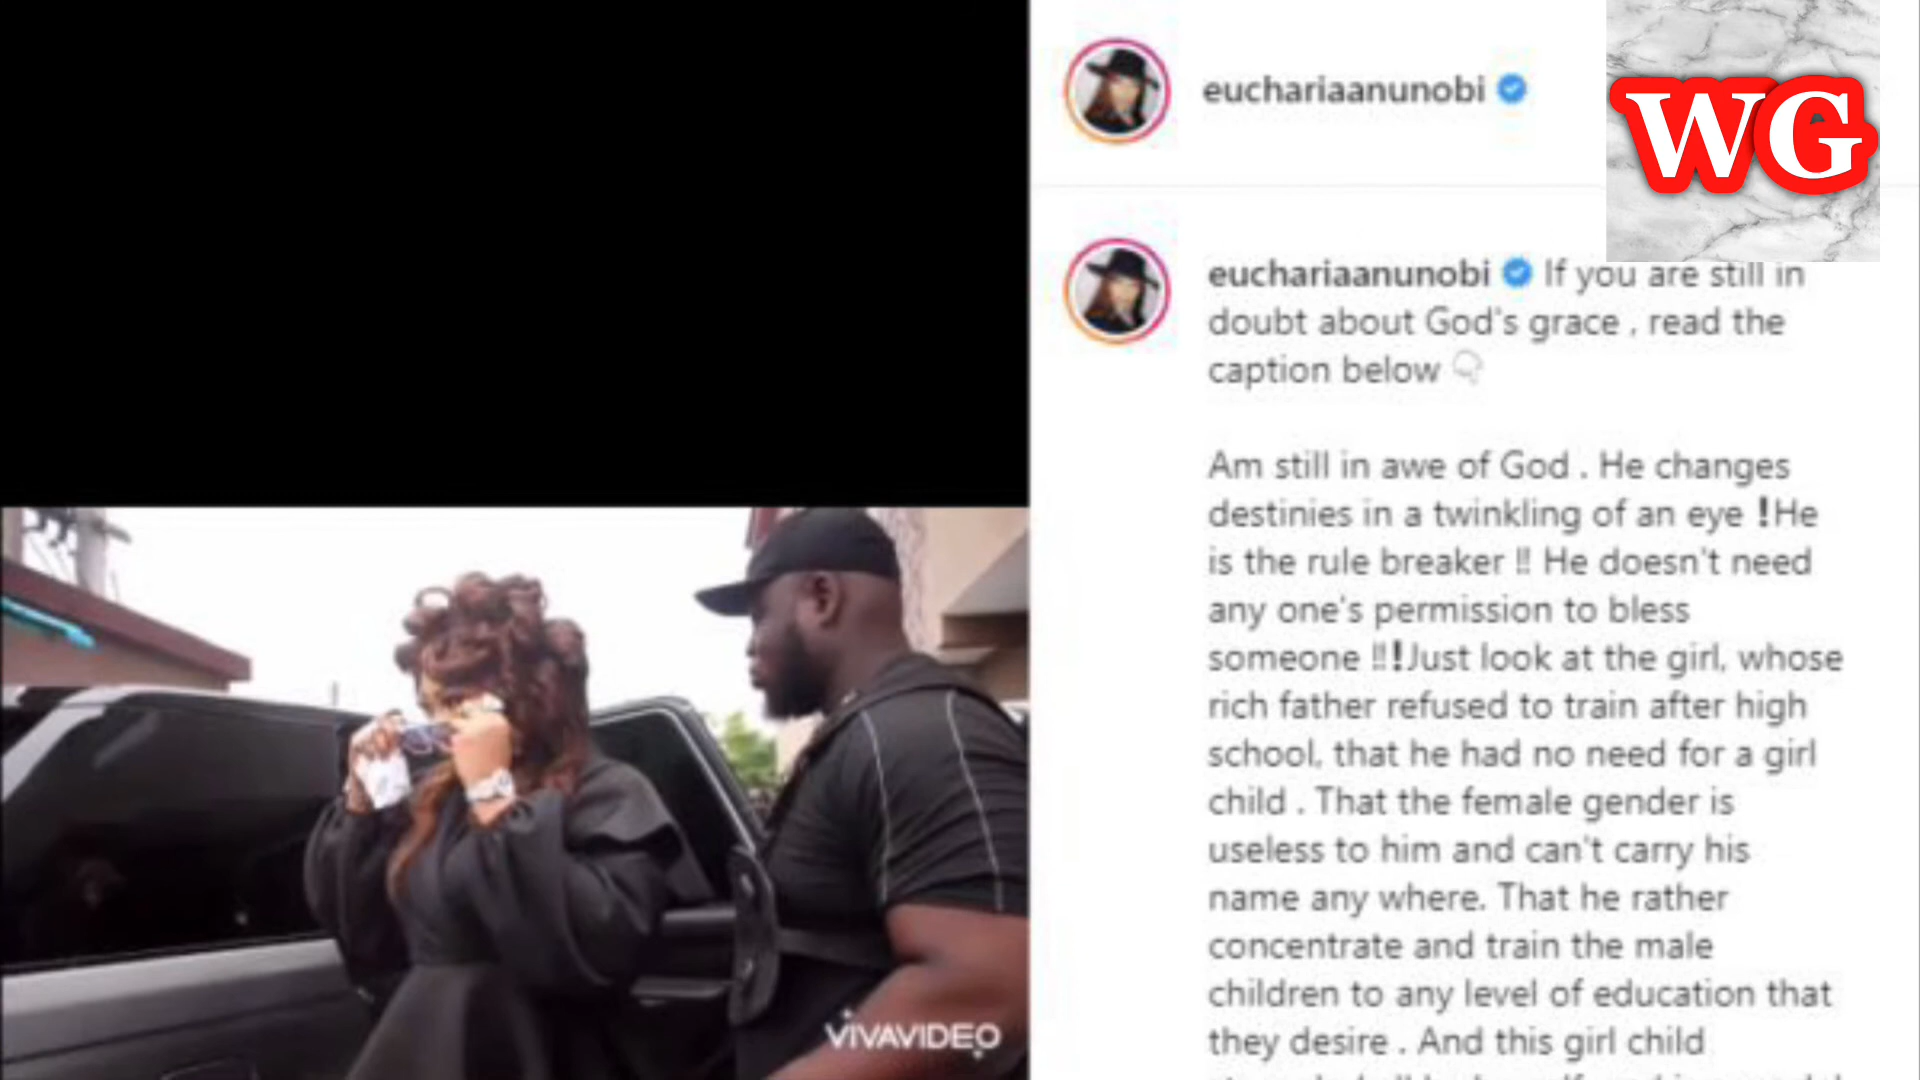 euchariaanunobi
WG
euchariaanunobi If you are still in
doubt about God's grace , read the
caption below 👇
Am still in awe of God . He changes
destinies in a twinkling of an eye ❗He
is the rule breaker ‼ He doesn't need
any one's permission to bless
someone ‼❗Just look at the girl, whose
rich father refused to train after high
school, that he had no need for a girl
child . That the female gender is
useless to him and can't carry his
name any where. That he rather
concentrate and train the male
children to any level of education that
they desire . And this girl child
VIVAVIDEO